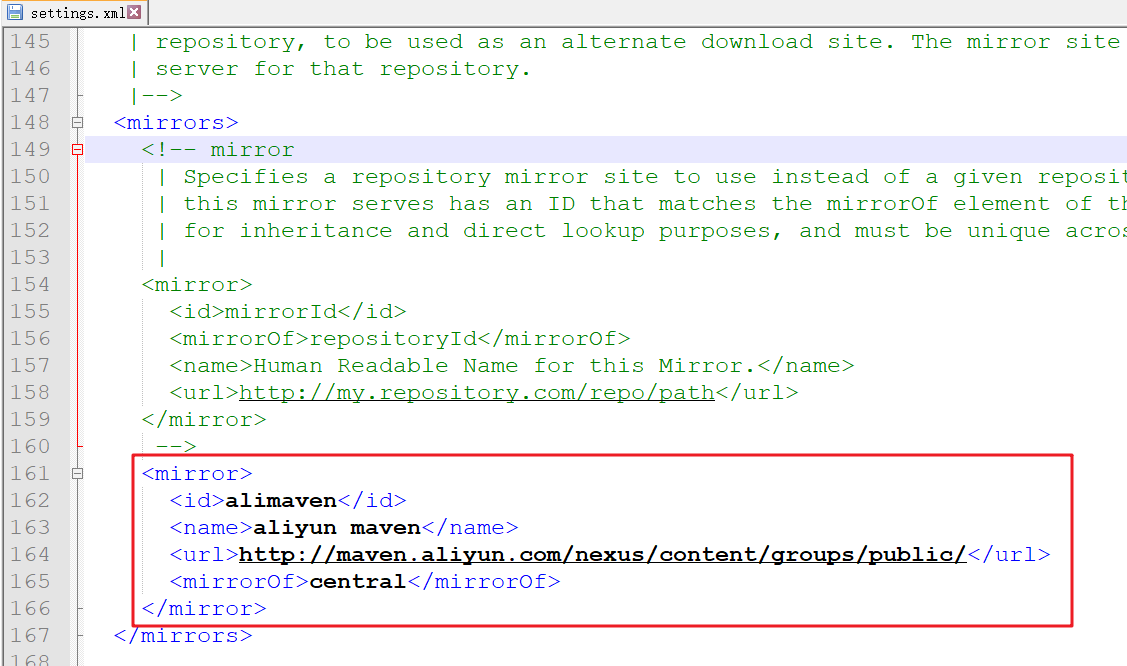 settings.xml
145 | repository, to be used as an alternate download site. The mirror site
146 | server for that repository.
147 |-->
148 <mirrors>
149 <!-- mirror
150 | Specifies a repository mirror site to use instead of a given
151 | this mirror serves has an ID that matches the mirrorOf element of
152 | for inheritance and direct lookup purposes, and must be unique
153 |
154 <mirror>
155 <id>mirrorId</id>
156 <mirrorOf>repositoryId</mirrorOf>
157 <name>Human Readable Name for this Mirror.</name>
158 <url>http://my.repository.com/repo/path</url>
159 </mirror>
160 -->
161 <mirror>
162 <id>alimaven</id>
163 <name>aliyun maven</name>
164 <url>http://maven.aliyun.com/nexus/content/groups/public/</url>
165 <mirrorOf>central</mirrorOf>
166 </mirror>
167 </mirrors>
168